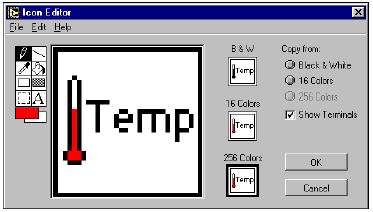 Icon Editor
File Edit Help
B & W
Temp
16 Colors
Temp
256 Colors
Temp
Temp
A
Copy from:
Black & White
16 Colors
256 Colors
Show Terminals
OK
Cancel